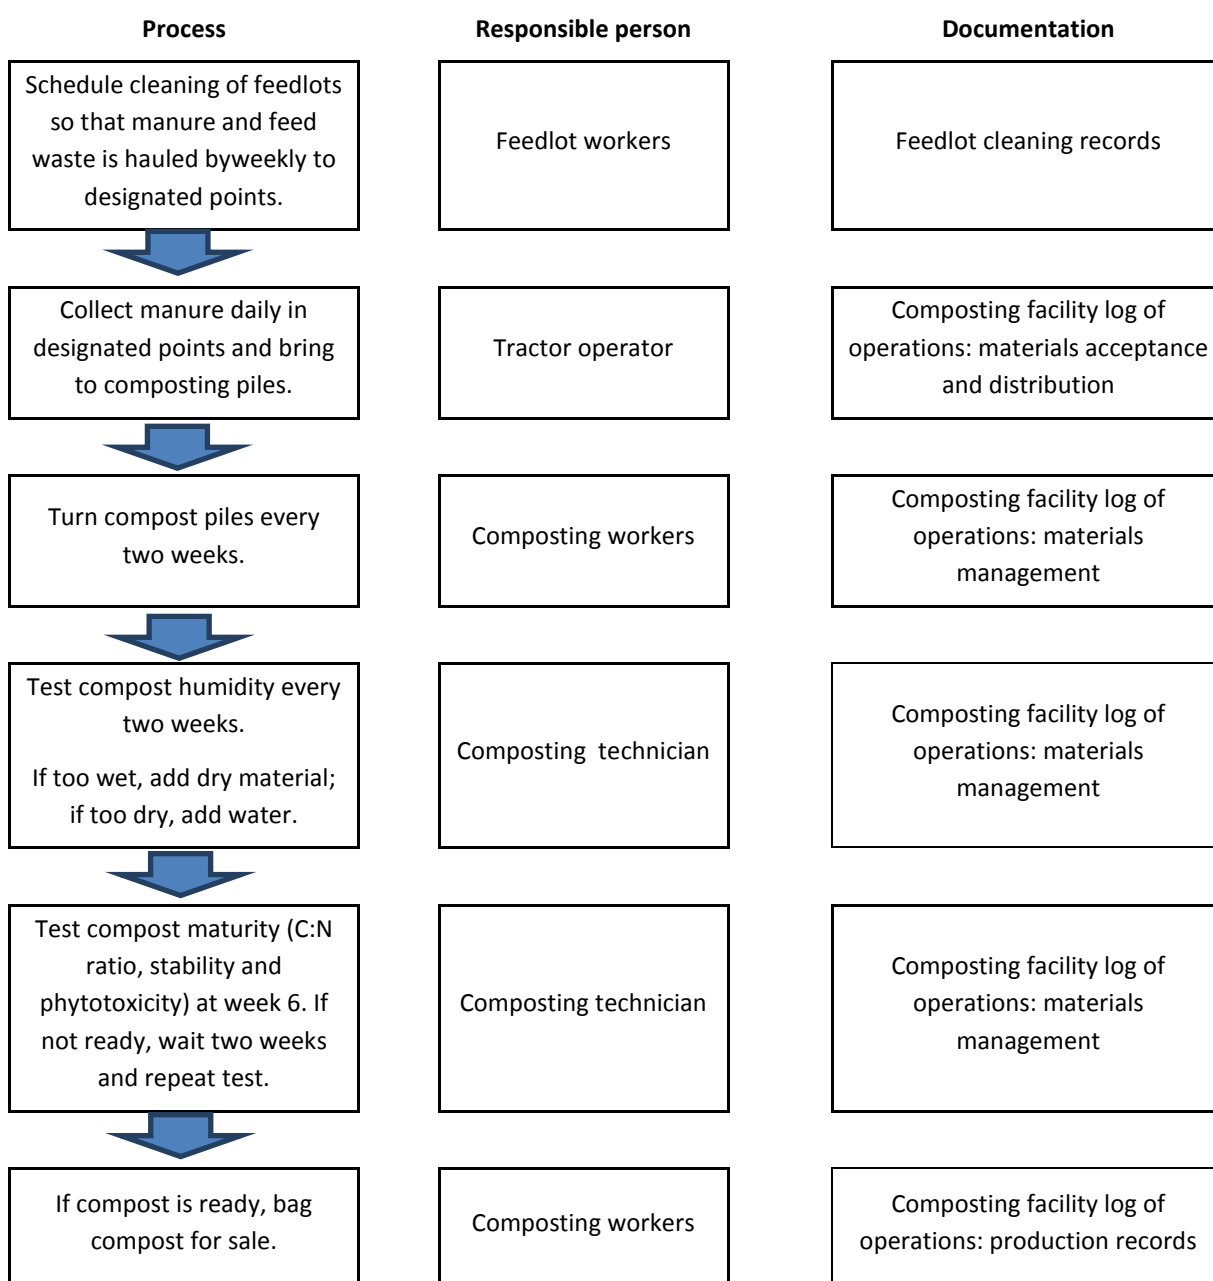 Process
Responsible person
Documentation
Schedule cleaning of feedlots
so that manure and feed
waste is hauled byweekly to
designated points.
Feedlot workers
Feedlot cleaning records
Collect manure daily in
designated points and bring
to composting piles.
Tractor operator
Composting facility log of
operations: materials acceptance
and distribution
Turn compost piles every
two weeks.
Composting workers
Composting facility log of
operations: materials
management
Test compost humidity every
two weeks.
If too wet, add dry material;
if too dry, add water.
Composting  technician
Composting facility log of
operations: materials
management
Test compost maturity (C:N
ratio, stability and
phytotoxicity) at week 6. If
not ready, wait two weeks
and repeat test.
Composting technician
Composting facility log of
operations: materials
management
If compost is ready, bag
compost for sale.
Composting workers
Composting facility log of
operations: production records